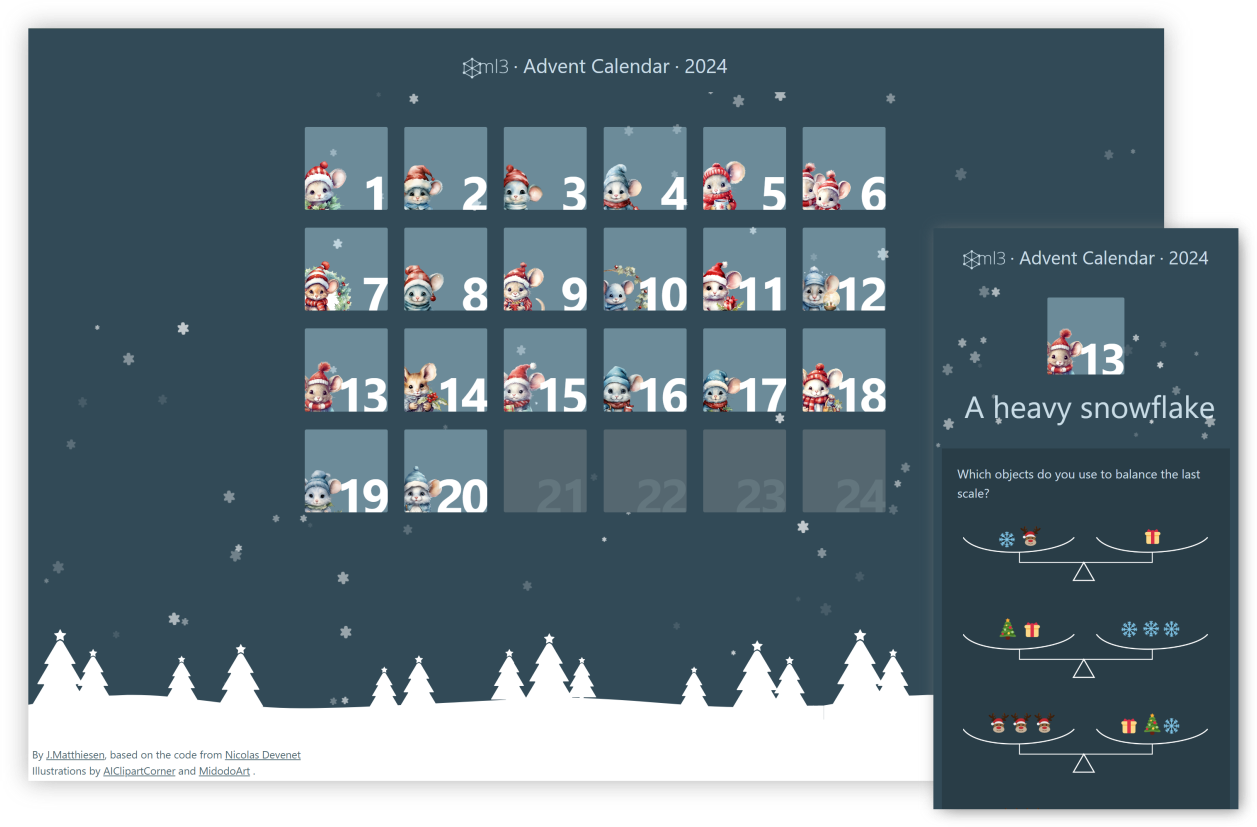 ml3 · Advent Calendar · 2024
1 2 3 4 5 6
7 8 9 10 11 12
13 14 15 16 17 18
19 20 21 22 23 24
By J.Matthiesen, based on the code from Nicolas Devenet
Illustrations by AIClipartCorner and MidodoArt .
ml3 · Advent Calendar · 2024
13
A heavy snowflake
Which objects do you use to balance the last
scale?